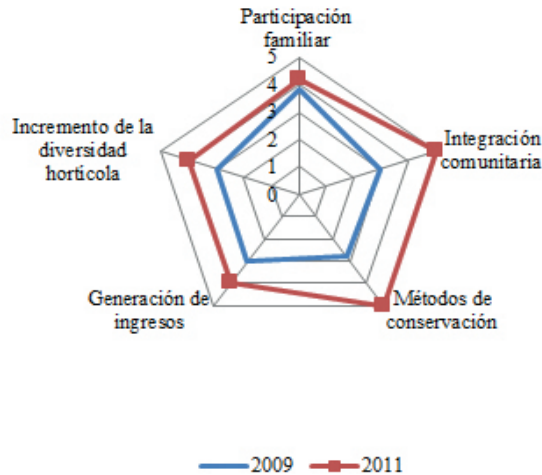 Participación
familiar
5
4
3
2
1
0
Integración
comunitaria
Métodos de
conservación
Generación de
ingresos
Incremento de la
diversidad
hortícola
2009
2011